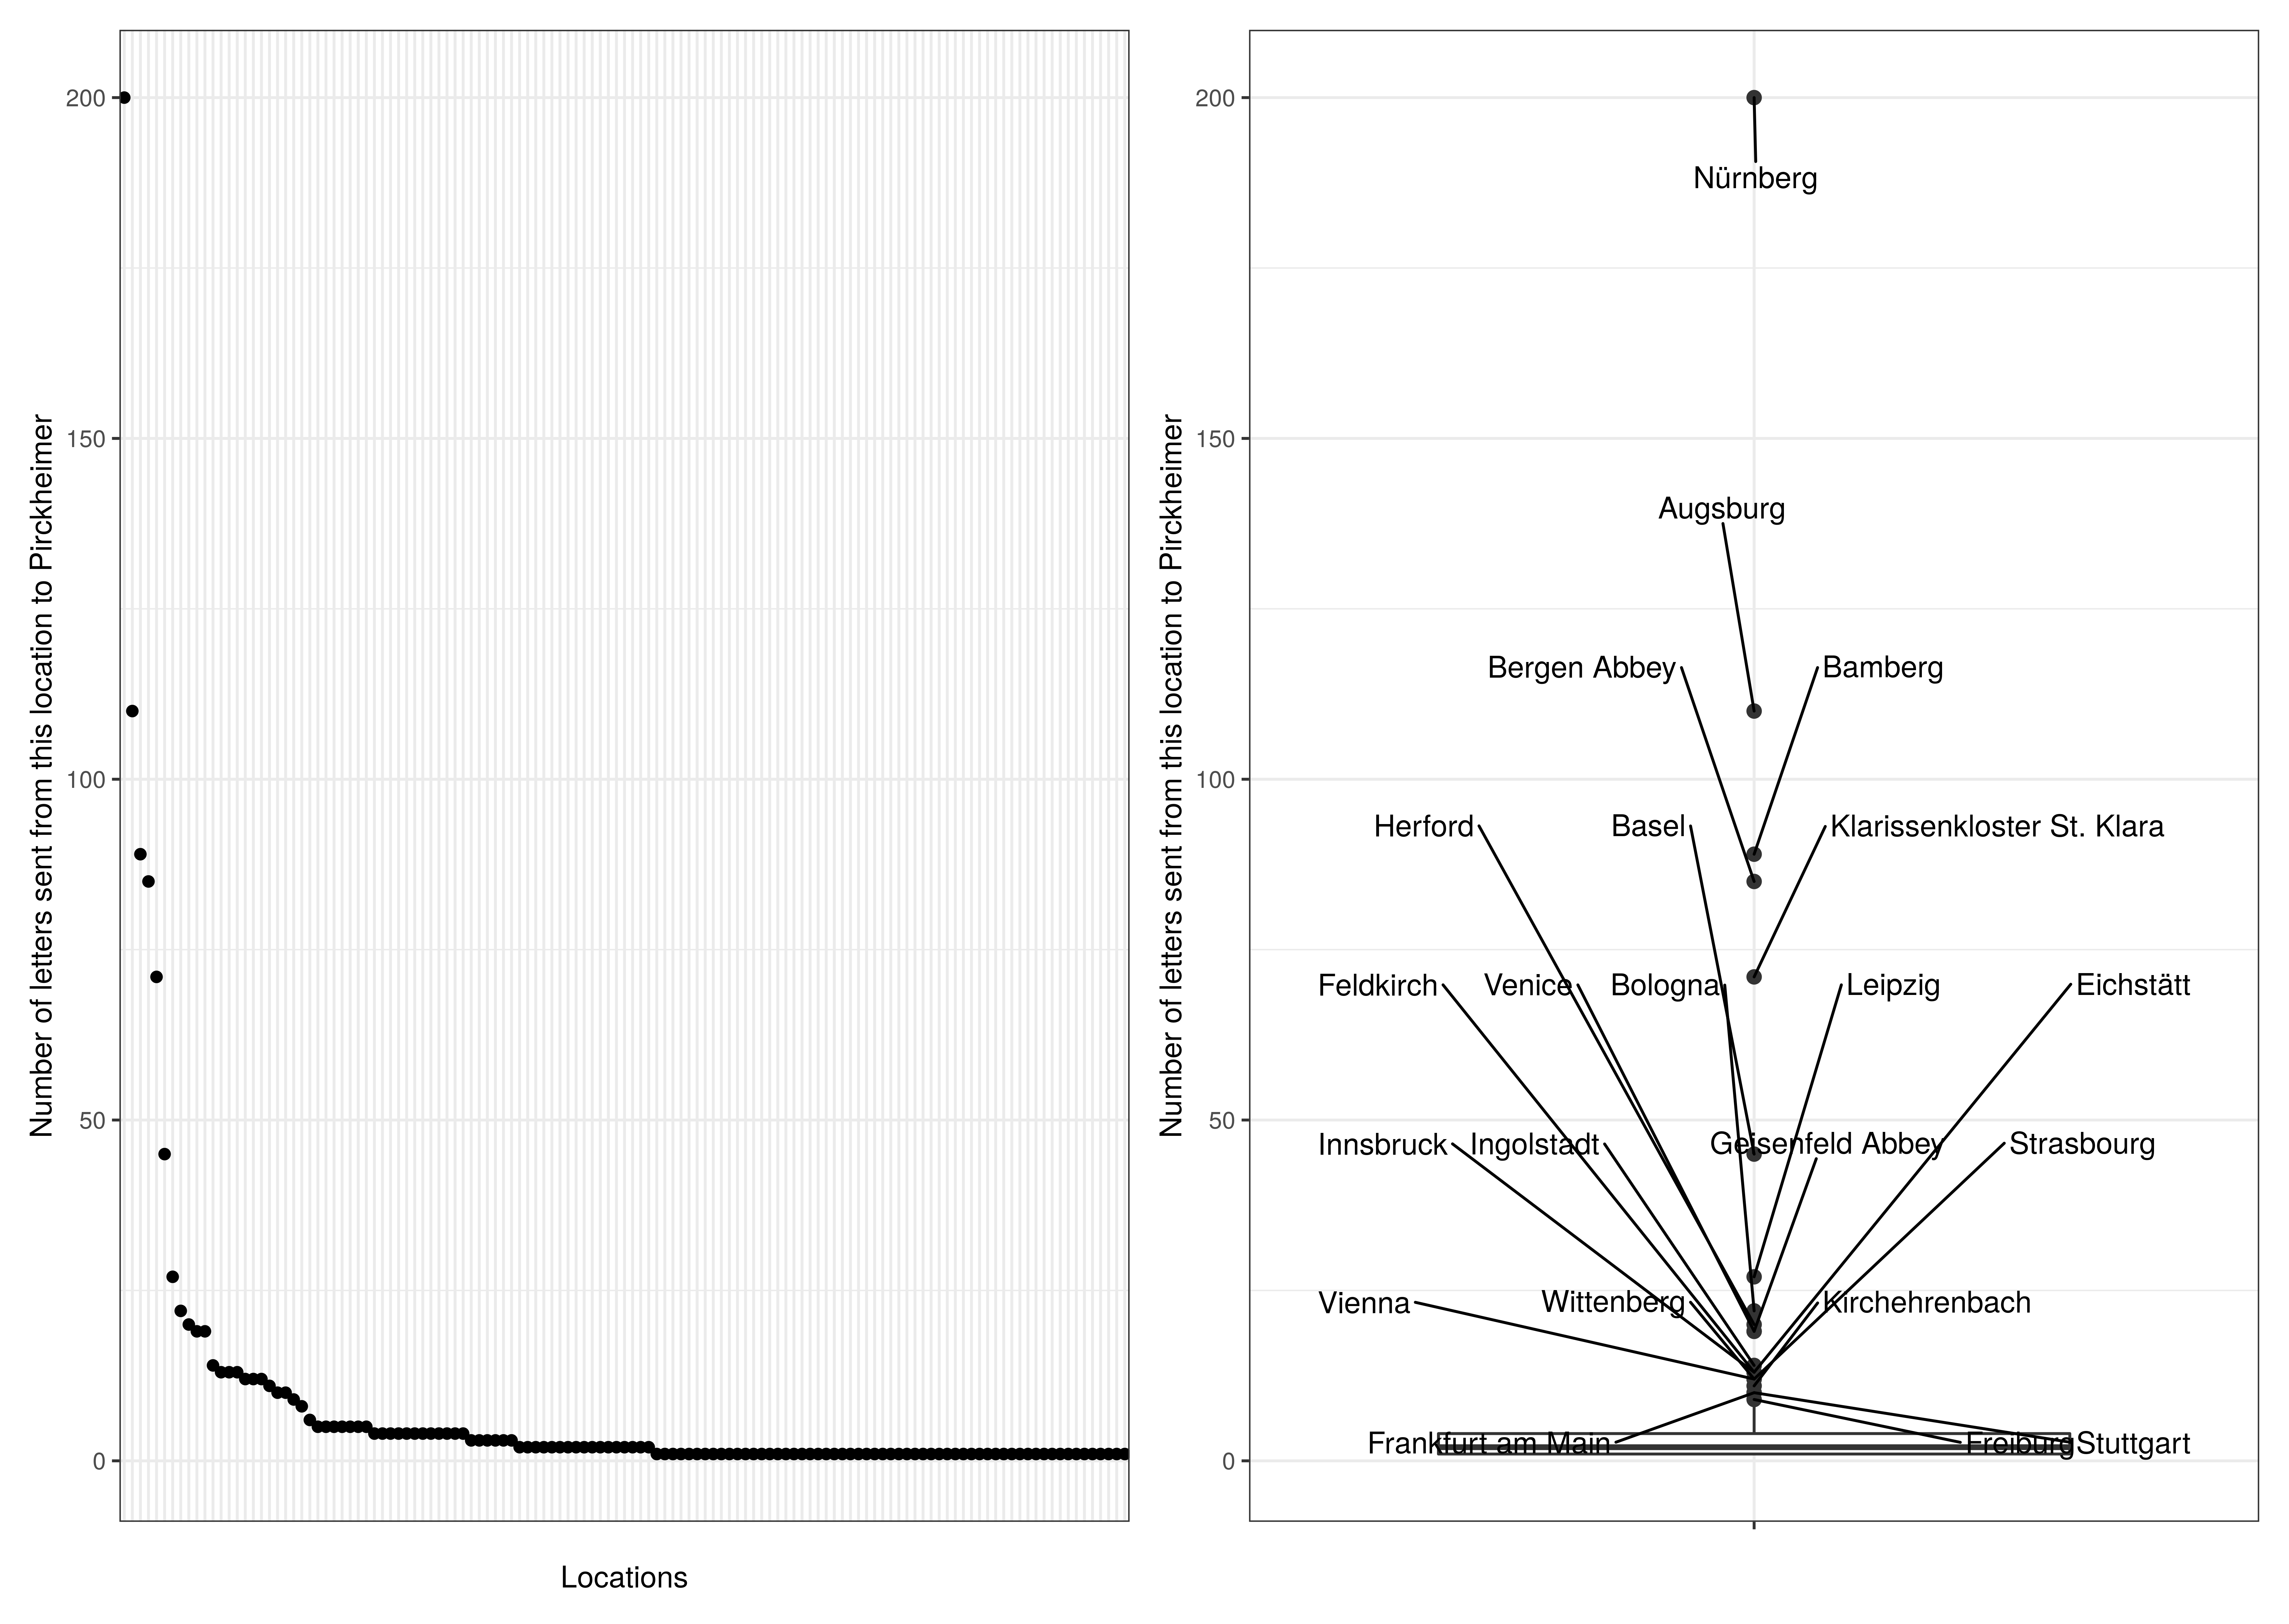 Number of letters sent from this location to Pirckheimer
200
150
100
50
0
Locations
Number of letters sent from this location to Pirckheimer
200
150
100
50
0
Nürnberg
Augsburg
Bergen Abbey
Bamberg
Herford
Basel
Klarissenkloster St. Klara
Feldkirch
Venice
Bologna
Leipzig
Eichstätt
Innsbruck
Ingolstadt
Geisenfeld Abbey
Strasbourg
Vienna
Wittenberg
Kirchehrenbach
Frankfurt am Main
Freiburg
Stuttgart